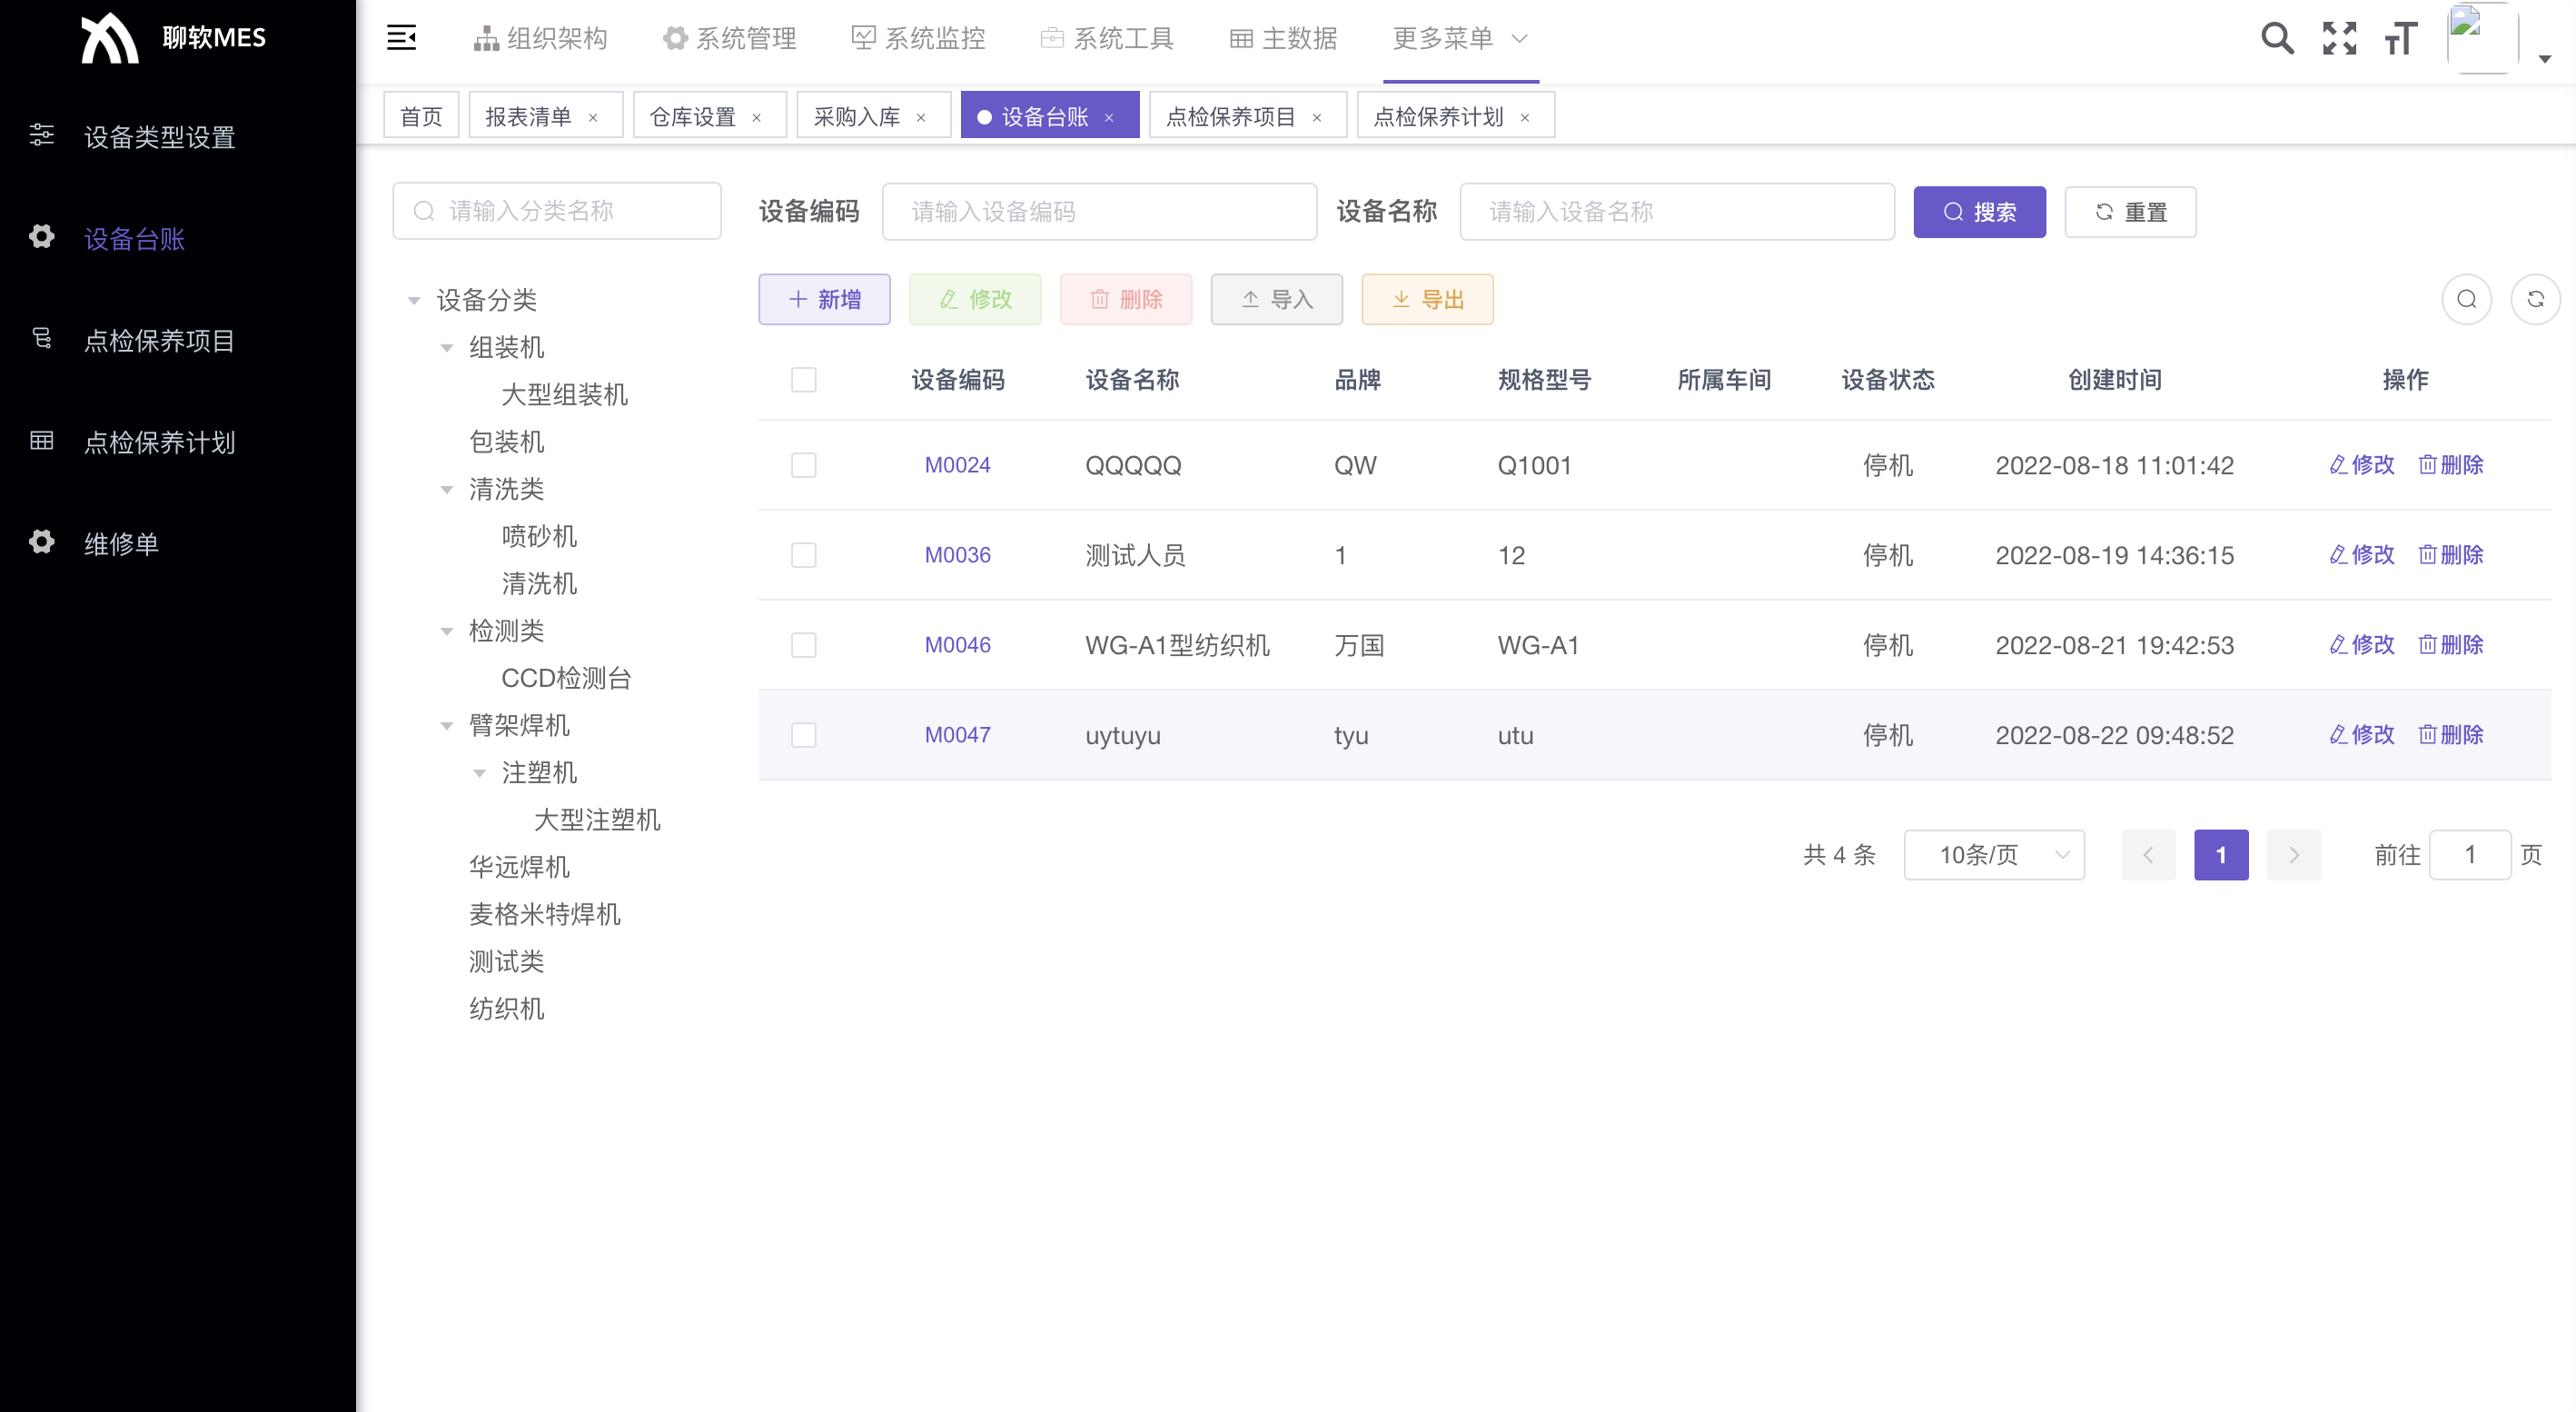 聊软MES
组织架构 系统管理 系统监控 系统工具 主数据 更多菜单
首页 报表清单 × 仓库设置 × 采购入库 × 设备台账 × 点检保养项目 × 点检保养计划 ×
设备类型设置
设备台账
点检保养项目
点检保养计划
维修单
请输入分类名称
设备分类
组装机
大型组装机
包装机
清洗类
喷砂机
清洗机
检测类
CCD检测台
臂架焊机
注塑机
大型注塑机
华远焊机
麦格米特焊机
测试类
纺织机
设备编码 请输入设备编码 设备名称 请输入设备名称 搜索 重置
新增 修改 删除 导入 导出
设备编码 设备名称 品牌 规格型号 所属车间 设备状态 创建时间 操作
M0024 QQQQQ QW Q1001 停机 2022-08-18 11:01:42 修改 删除
M0036 测试人员 1 12 停机 2022-08-19 14:36:15 修改 删除
M0046 WG-A1型纺织机 万国 WG-A1 停机 2022-08-21 19:42:53 修改 删除
M0047 uytuyu tyu utu 停机 2022-08-22 09:48:52 修改 删除
共 4 条 10条/页 1 前往 1 页